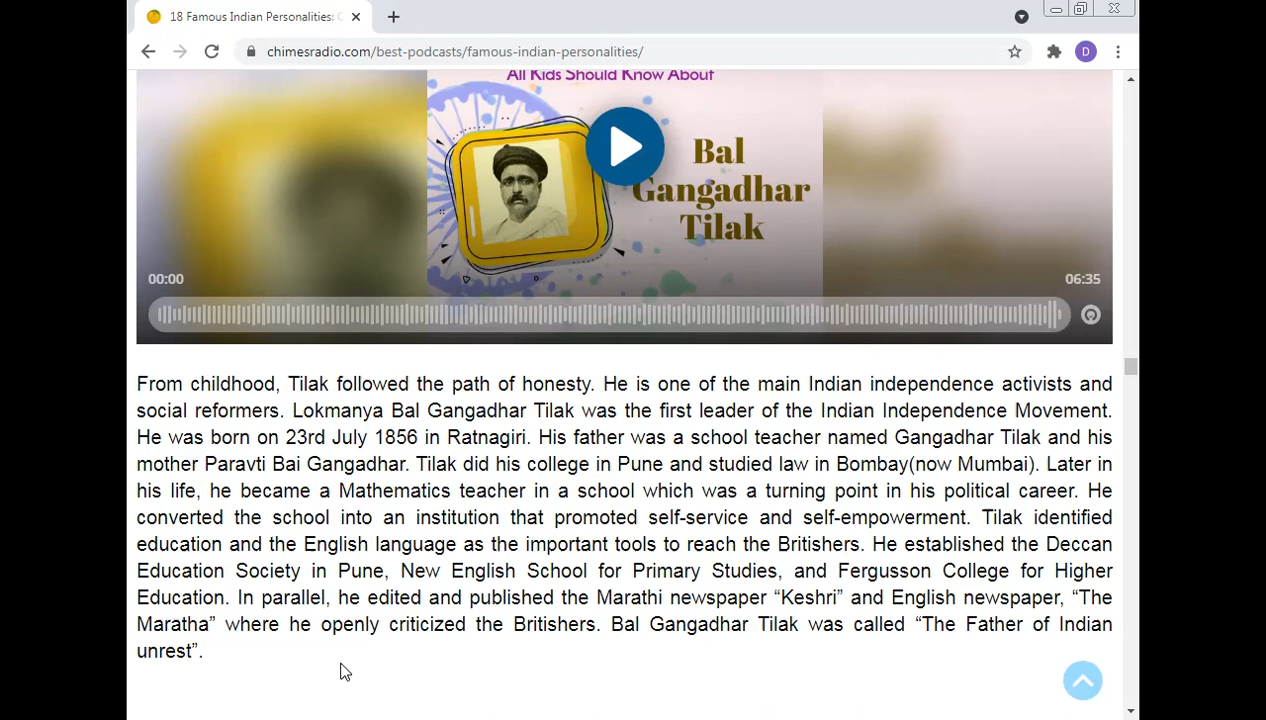 18 Famous Indian Personalities:
chimesradio.com/best-podcasts/famous-indian-personalities/
D
All Kids Should Know About
Bal
Gangadhar
Tilak
00:00
06:35
From childhood, Tilak followed the path of honesty. He is one of the main Indian independence activists and
social reformers. Lokmanya Bal Gangadhar Tilak was the first leader of the Indian Independence Movement.
He was born on 23rd July 1856 in Ratnagiri. His father was a school teacher named Gangadhar Tilak and his
mother Paravti Bai Gangadhar. Tilak did his college in Pune and studied law in Bombay(now Mumbai). Later in
his life, he became a Mathematics teacher in a school which was a turning point in his political career. He
converted the school into an institution that promoted self-service and self-empowerment. Tilak identified
education and the English language as the important tools to reach the Britishers. He established the Deccan
Education Society in Pune, New English School for Primary Studies, and Fergusson College for Higher
Education. In parallel, he edited and published the Marathi newspaper “Keshri” and English newspaper, “The
Maratha” where he openly criticized the Britishers. Bal Gangadhar Tilak was called “The Father of Indian
unrest”.